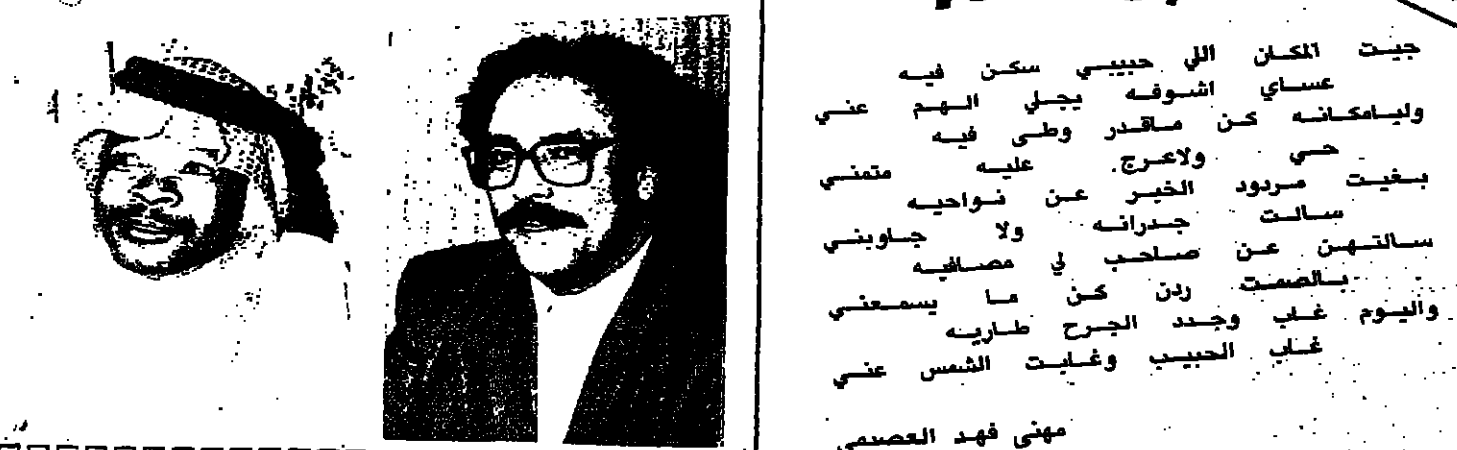 جيت المكان اللي حبيبي سكن فيه
عساي اشوفه يجلي الهم عني
وليامكانه كن ماقدر وطى فيه
حي ولاعرج عليه متمني
بغيت مردود الخبر عن نواحيه
سالت جدرانه ولا جاوبني
سالتهن عن صاحب لي مصافيه
بالصمت ردن كن ما يسمعني
واليوم غاب وجدد الجرح طاريه
غاب الحبيب وغابت الشمس عني
مهني فهد العصيمي